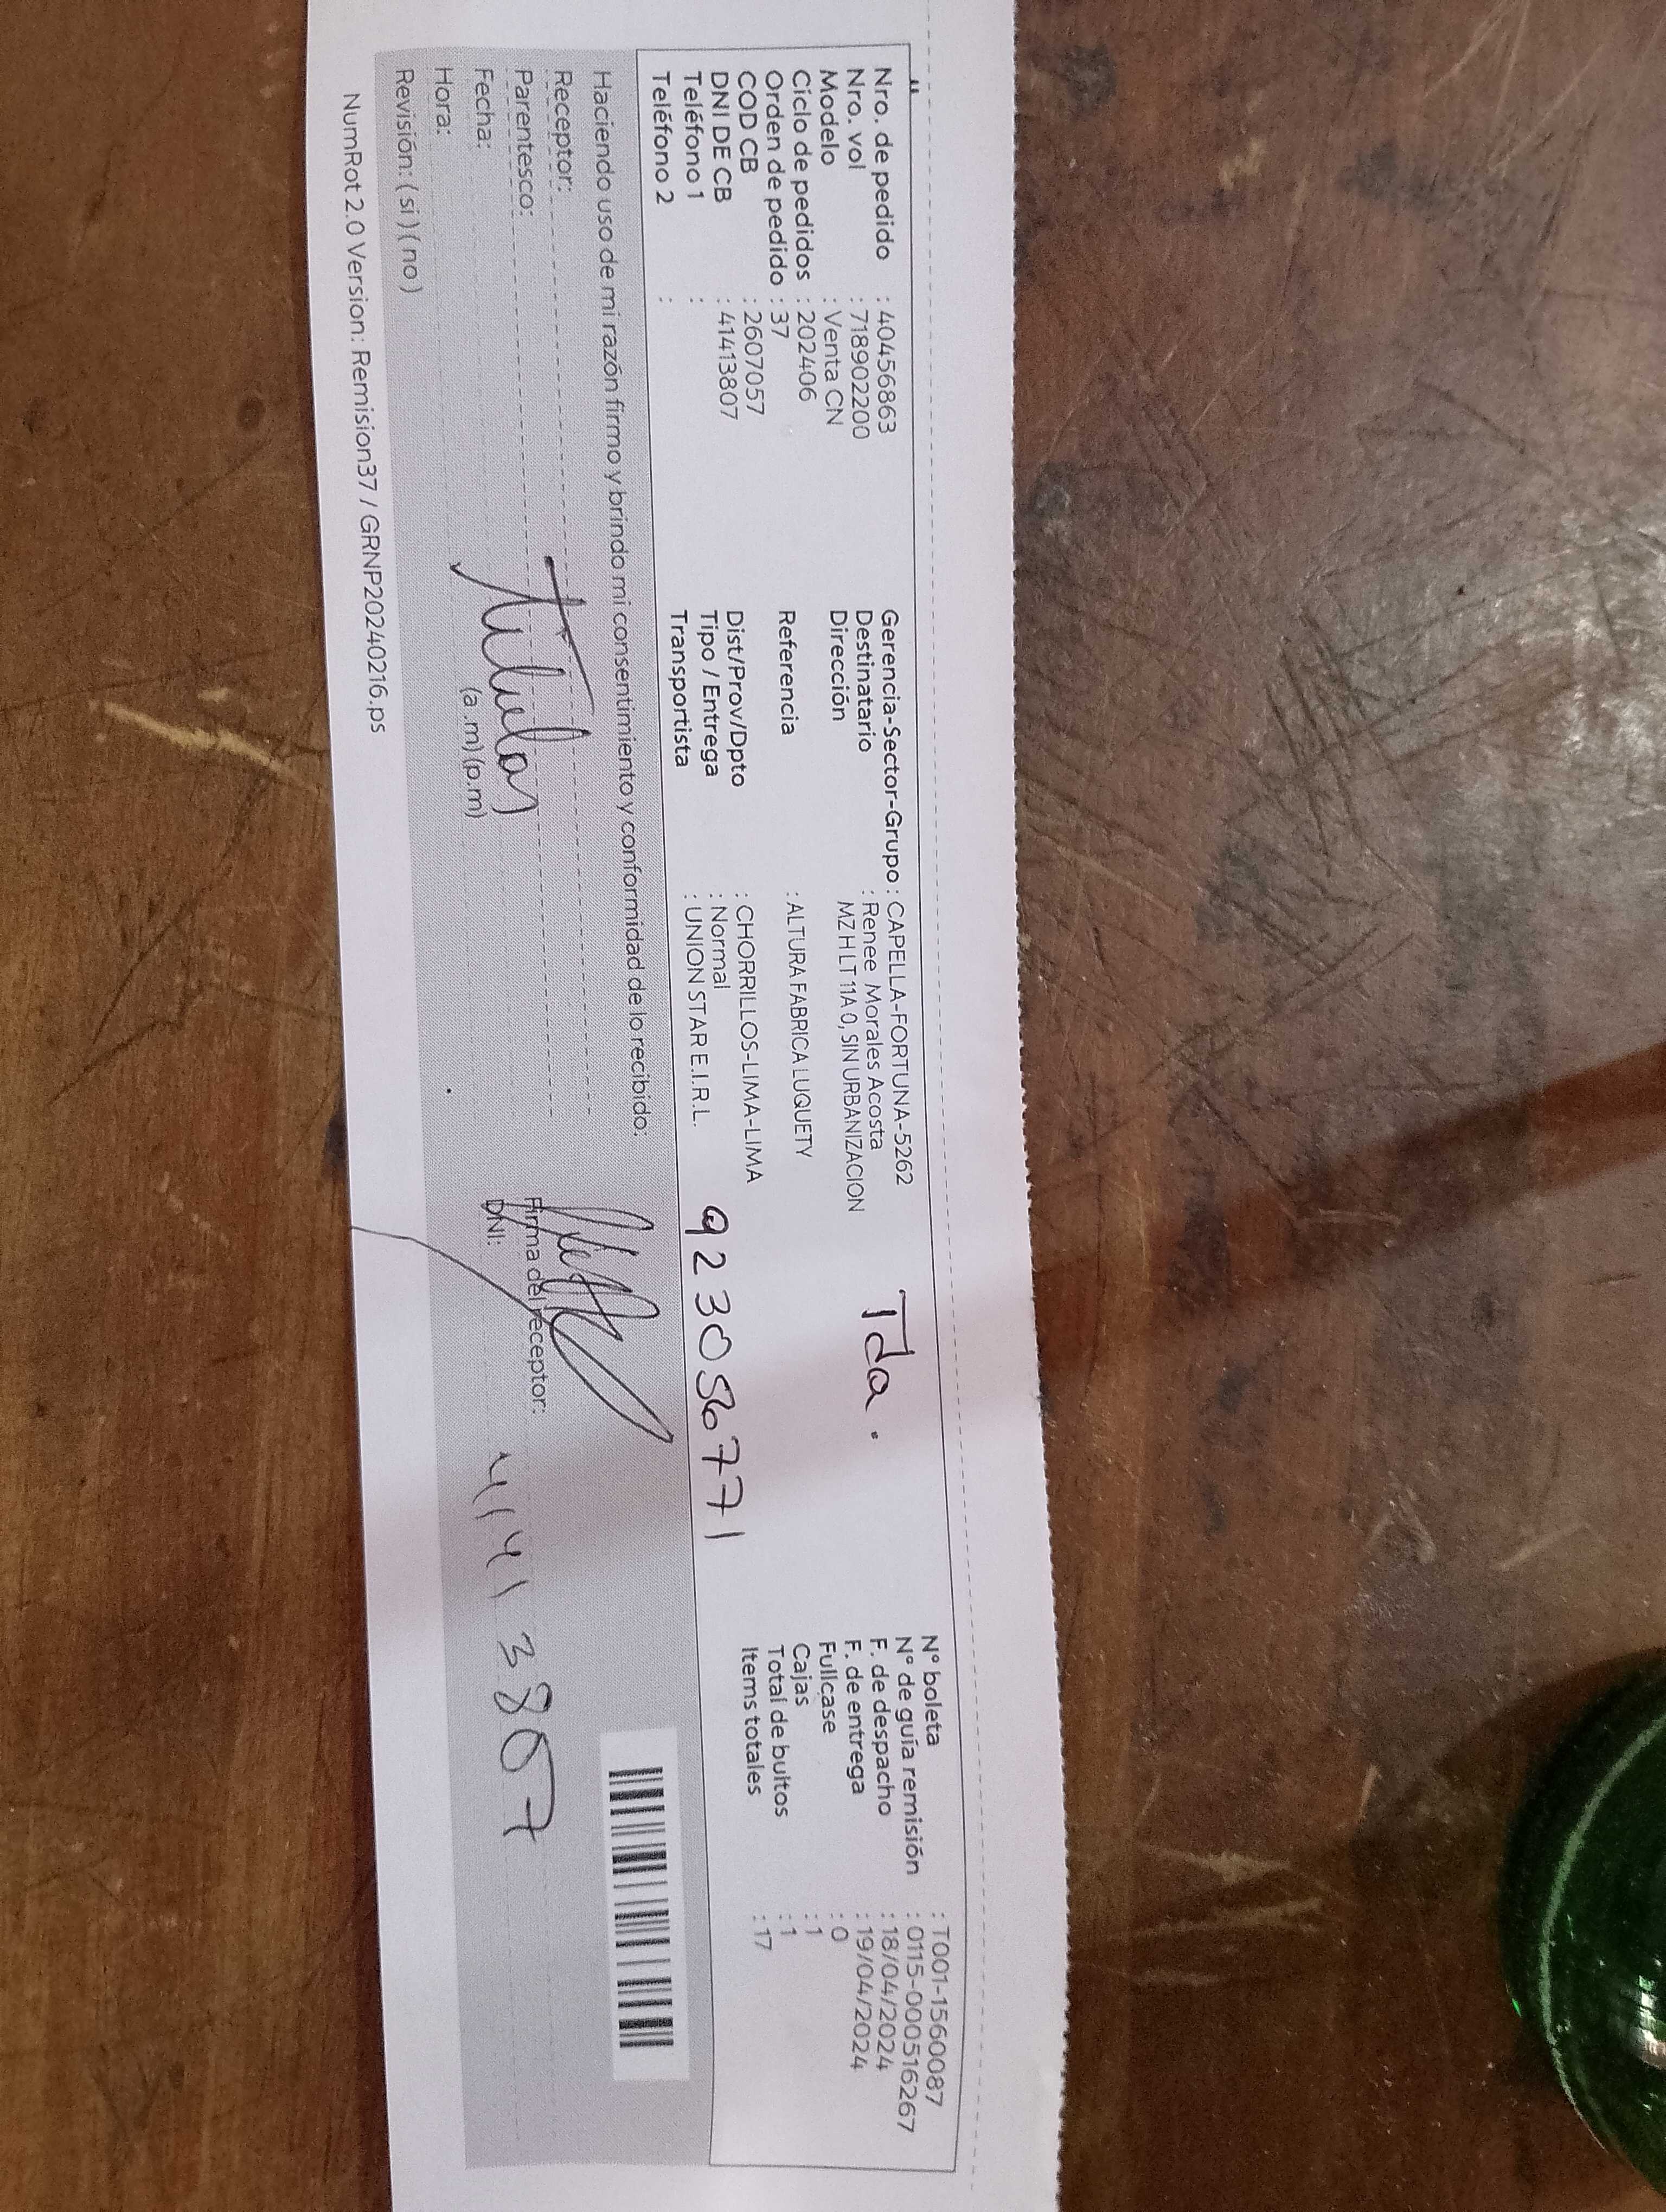 Nro. de pedido : 40456863
Nro. vol : 718902200
Modelo : Venta CN
Ciclo de pedidos : 202406
Orden de pedido : 37
COD CB : 2607057
DNI DE CB : 41413807
Teléfono 1 :
Teléfono 2 :
Gerencia-Sector-Grupo : CAPELLA-FORTUNA-5262
Destinatario : Renee Morales Acosta
Dirección MZ H LT 11A 0, SIN URBANIZACION
Referencia : ALTURA FABRICA LUQUETY
Dist/Prov/Dpto : CHORRILLOS-LIMA-LIMA
Tipo / Entrega : Normal
Transportista : UNION STAR E.I.R.L.
Tda.
923056771
N° boleta : T001-1560087
N° de guía remisión : 0115-000516267
F. de despacho : 18/04/2024
F. de entrega : 19/04/2024
Fullcase : 0
Cajas : 1
Total de bultos : 1
Items totales : 17
Haciendo uso de mi razón firmo y brindo mi consentimiento y conformidad de lo recibido:
Receptor:
Parentesco: Titular
Fecha:
Hora: (a.m) (p.m)
Revisión: ( si ) ( no )
Firma del receptor:
DNI: 41413807
NumRot 2.0 Version: Remision37 / GRNP20240216.ps